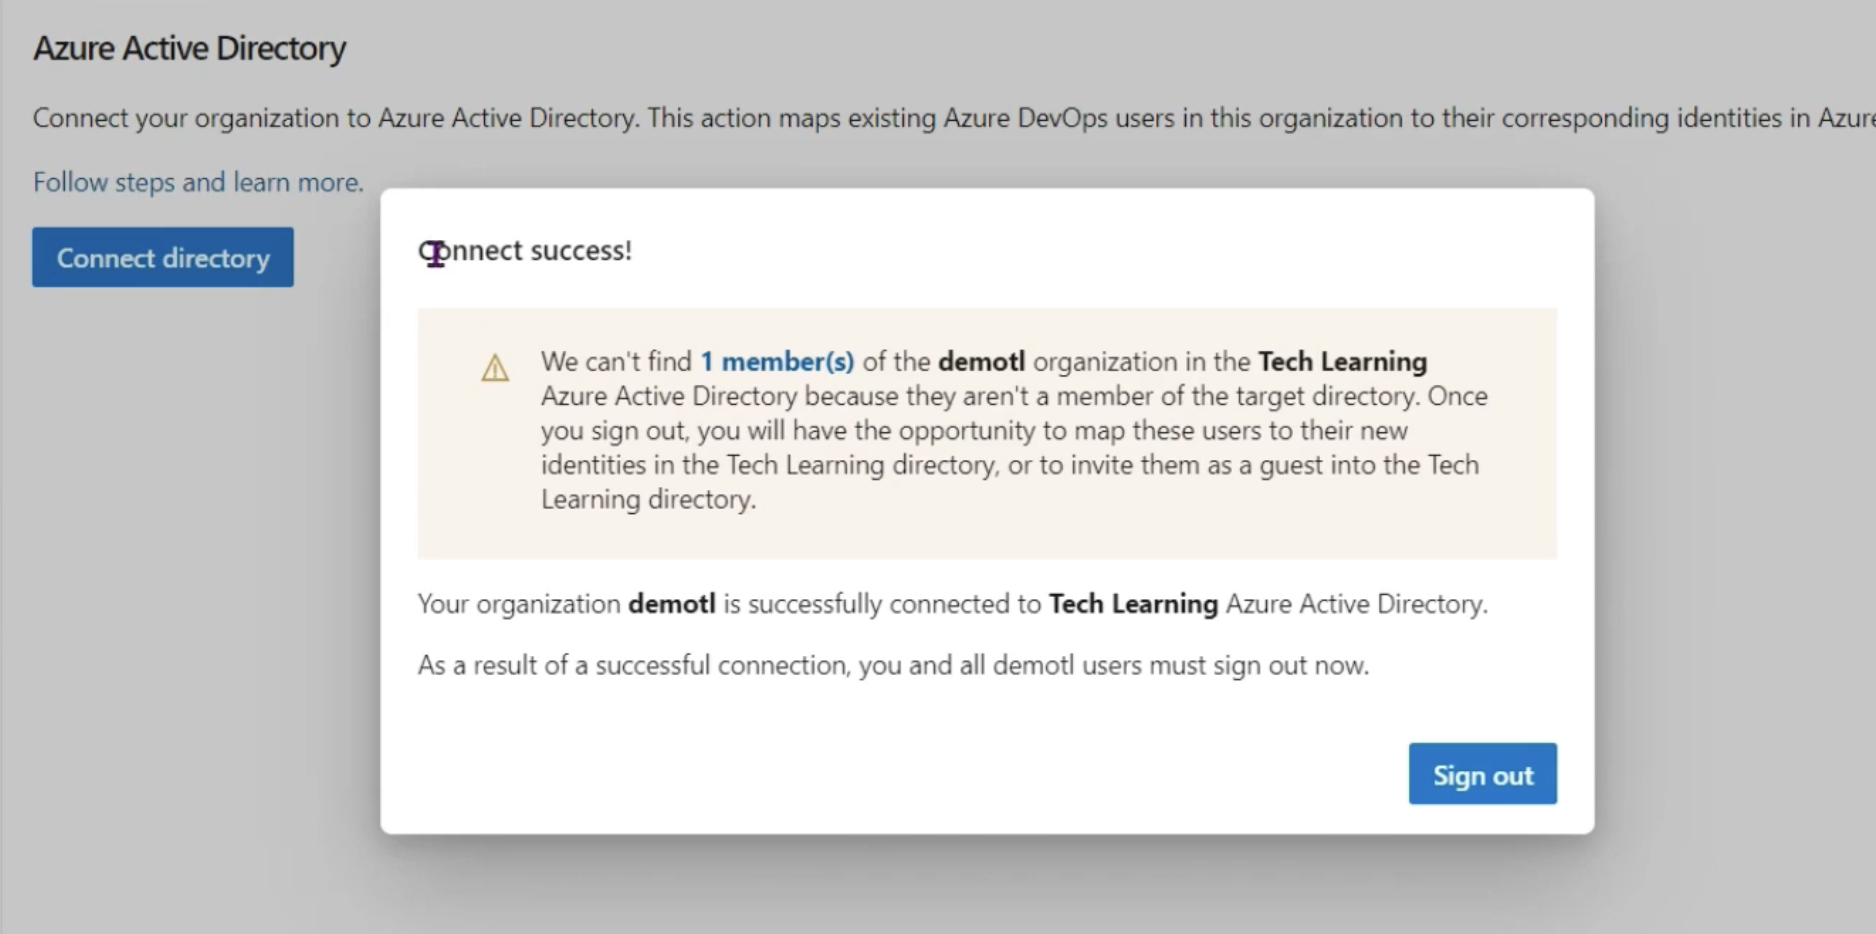 Azure Active Directory
Connect your organization to Azure Active Directory. This action maps existing Azure DevOps users in this organization to their corresponding identities in Azure
Follow steps and learn more.
Connect directory
Connect success!
We can't find 1 member(s) of the demotl organization in the Tech Learning
Azure Active Directory because they aren't a member of the target directory. Once
you sign out, you will have the opportunity to map these users to their new
identities in the Tech Learning directory, or to invite them as a guest into the Tech
Learning directory.
Your organization demotl is successfully connected to Tech Learning Azure Active Directory.
As a result of a successful connection, you and all demotl users must sign out now.
Sign out